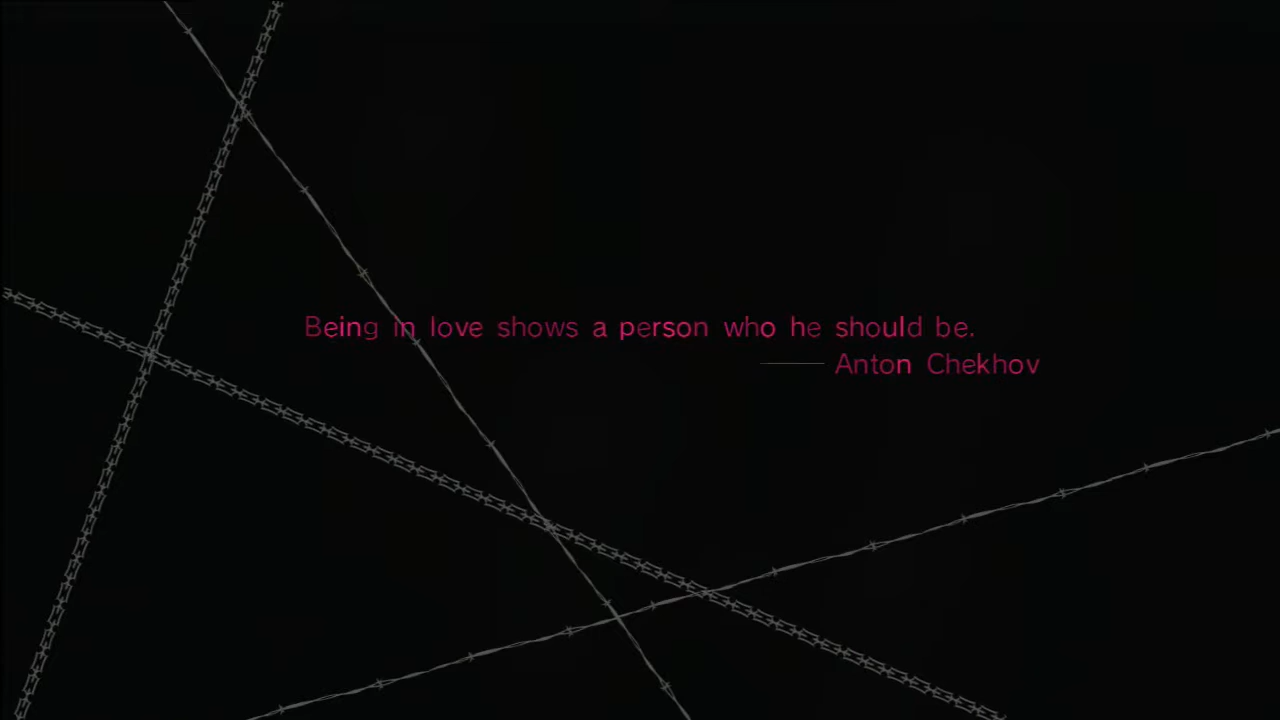 Being in love shows a person who he should be.
—— Anton Chekhov